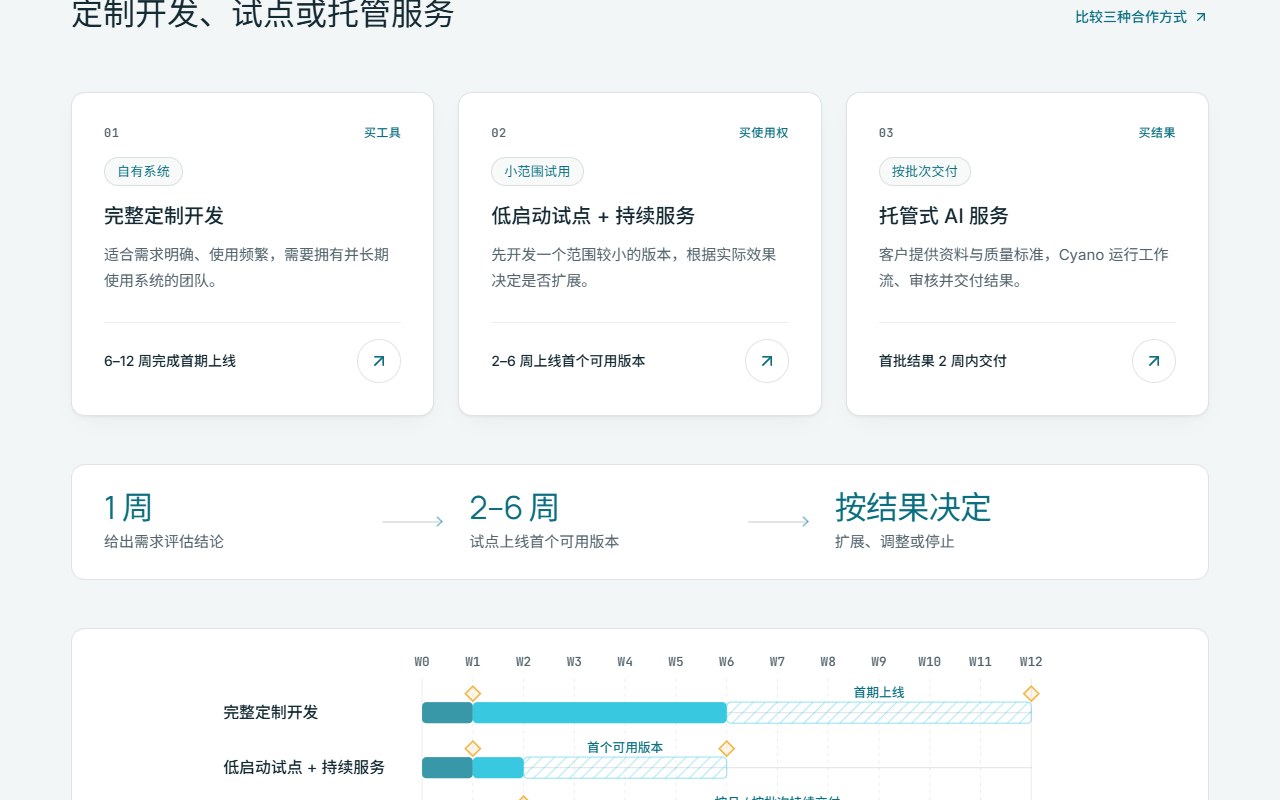 定制开发、试点或托管服务
比较三种合作方式
01
买工具
自有系统
完整定制开发
适合需求明确、使用频繁，需要拥有并长期
使用系统的团队。
6–12 周完成首期上线
02
买使用权
小范围试用
低启动试点 + 持续服务
先开发一个范围较小的版本，根据实际效果
决定是否扩展。
2–6 周上线首个可用版本
03
买结果
按批次交付
托管式 AI 服务
客户提供资料与质量标准，Cyano 运行工作
流、审核并交付结果。
首批结果 2 周内交付
1 周
给出需求评估结论
2–6 周
试点上线首个可用版本
按结果决定
扩展、调整或停止
W0 W1 W2 W3 W4 W5 W6 W7 W8 W9 W10 W11 W12
首期上线
完整定制开发
首个可用版本
低启动试点 + 持续服务